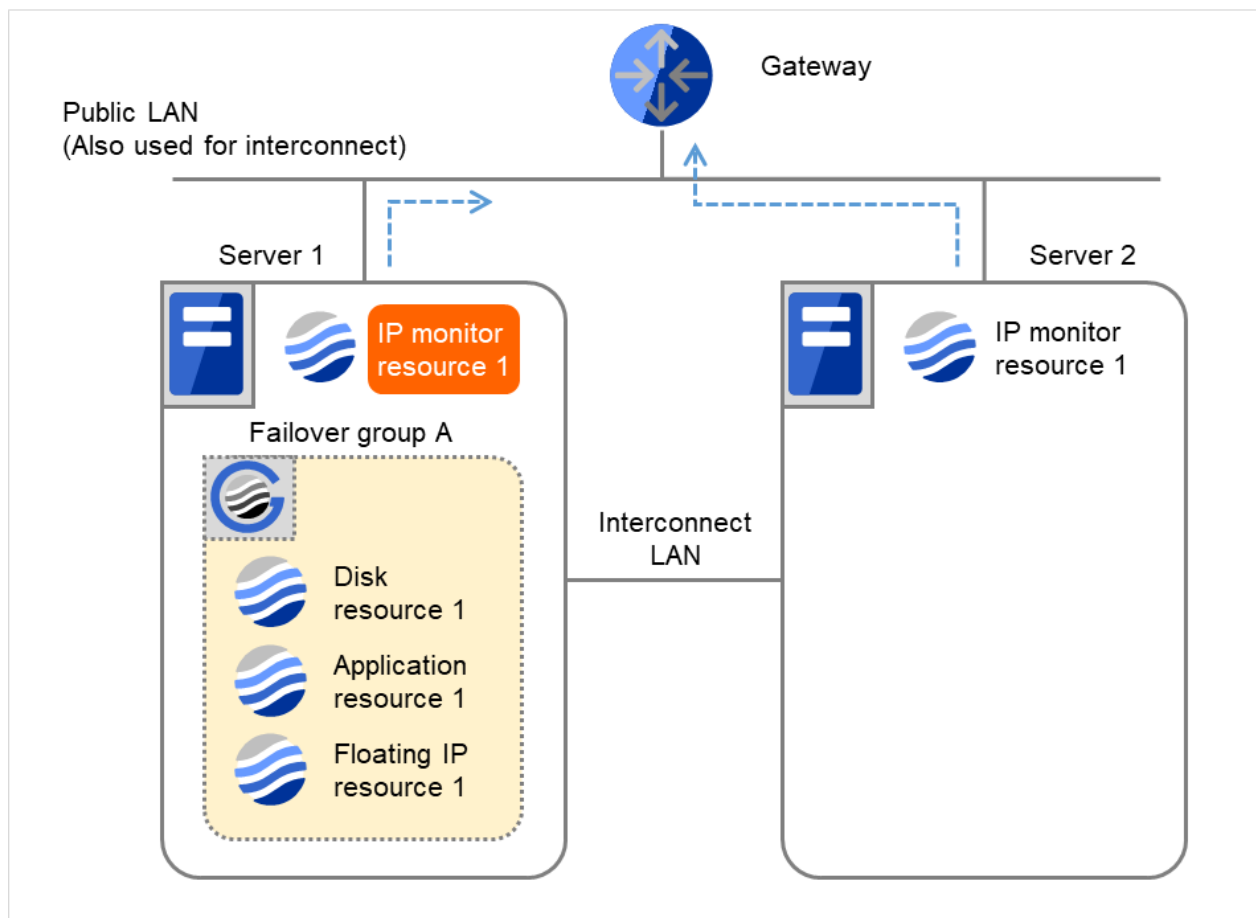 Gateway
Public LAN
(Also used for interconnect)
Server 1
Server 2
IP monitor
resource 1
IP monitor
resource 1
Failover group A
Interconnect
LAN
Disk
resource 1
Application
resource 1
Floating IP
resource 1